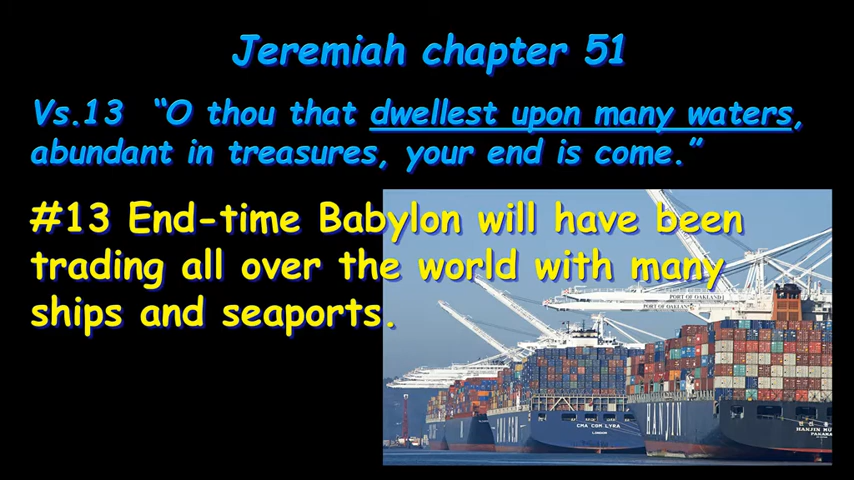 Jeremiah chapter 51
Vs.13 “O thou that dwellest upon many waters,
abundant in treasures, your end is come.”
#13 End-time Babylon will have been
trading all over the world with many
ships and seaports.
PORT OF OAKLAND
PORT OF OAKLAND
CMA CGM LYRA
LONDON
HANJIN
PANAMA